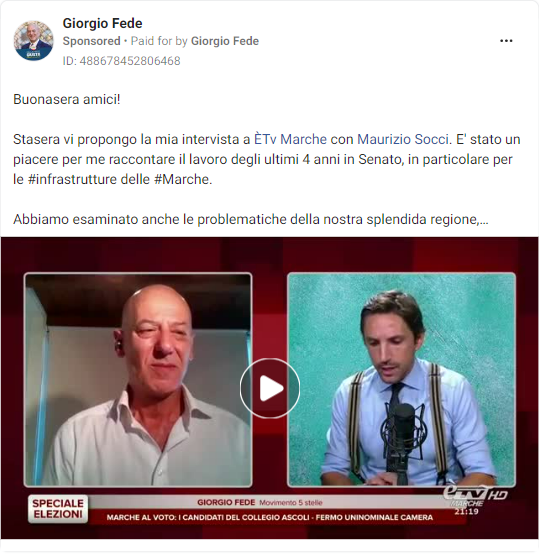 Giorgio Fede
Sponsored • Paid for by Giorgio Fede
ID: 488678452806468
Buonasera amici!
Stasera vi propongo la mia intervista a ÈTv Marche con Maurizio Socci. E' stato un
piacere per me raccontare il lavoro degli ultimi 4 anni in Senato, in particolare per
le #infrastrutture delle #Marche.
Abbiamo esaminato anche le problematiche della nostra splendida regione,...
SPECIALE
ELEZIONI
GIORGIO FEDE Movimento 5 stelle
MARCHE AL VOTO: I CANDIDATI DEL COLLEGIO ASCOLI - FERMO UNINOMINALE CAMERA
èTV HD
MARCHE
21:19